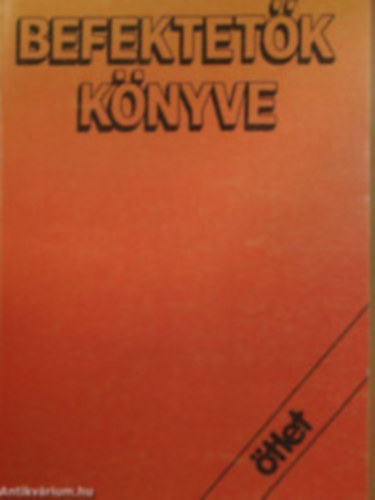 BEFEKTETŐK
KÖNYVE
ötlet
Antikvárium.hu